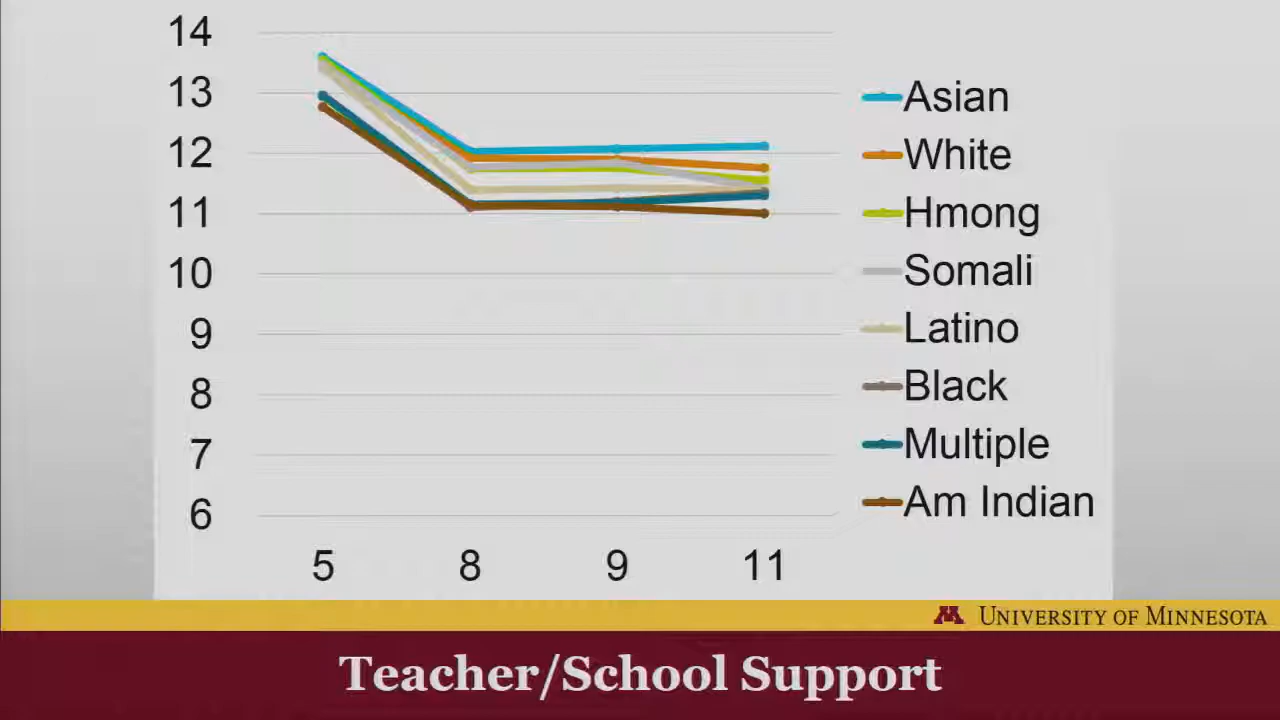 14
13
12
11
10
9
8
7
6
5 8 9 11
Asian
White
Hmong
Somali
Latino
Black
Multiple
Am Indian
M UNIVERSITY OF MINNESOTA
Teacher/School Support